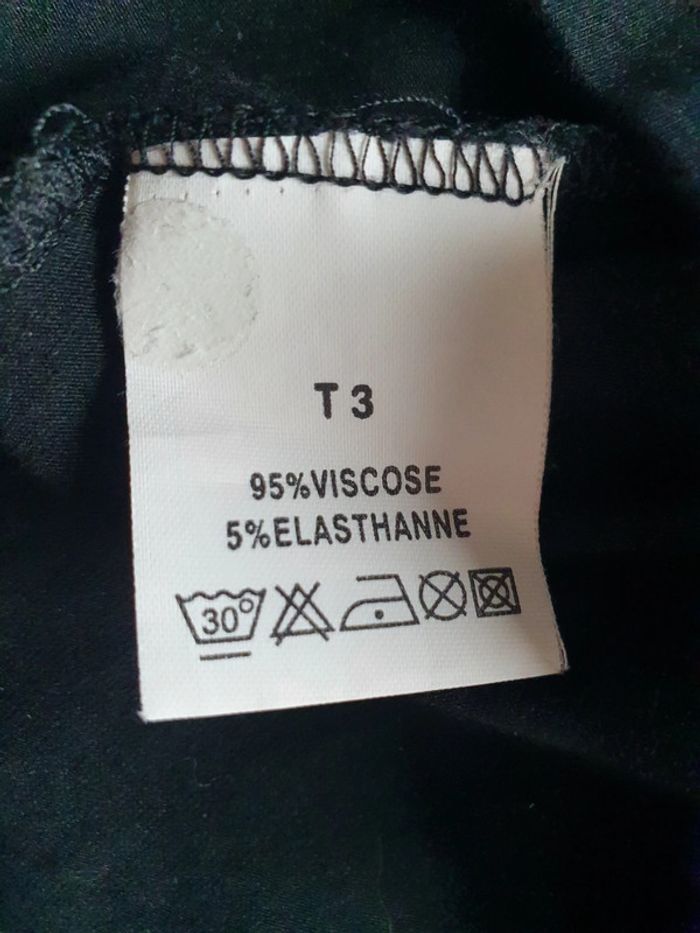 T 3
95%VISCOSE
5%ELASTHANNE
30°